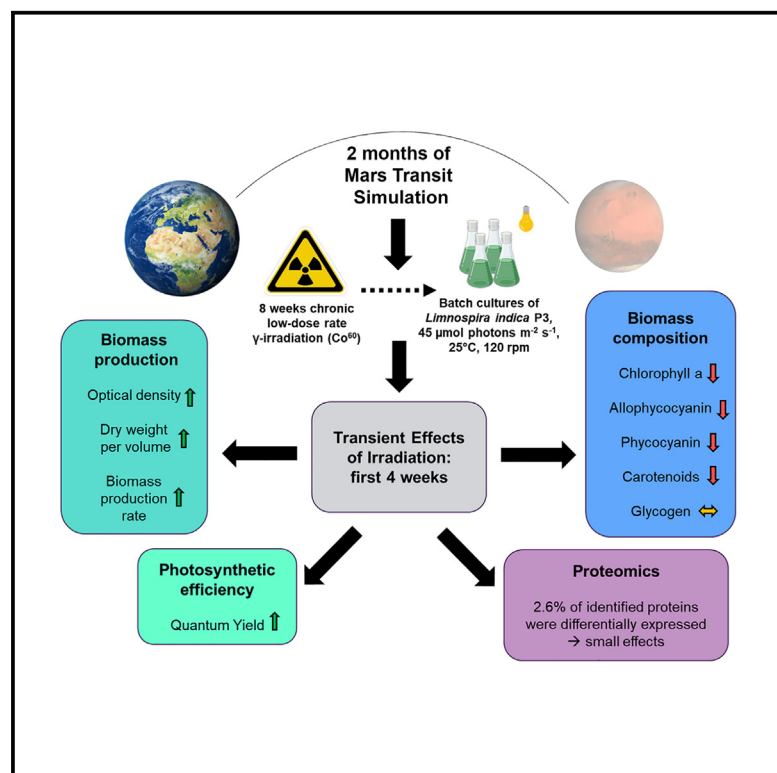 2 months of
Mars Transit
Simulation
8 weeks chronic
low-dose rate
γ-irradiation (Co⁶⁰)
Batch cultures of
Limnospira indica P3,
45 µmol photons m⁻² s⁻¹,
25°C, 120 rpm
Biomass
production
Optical density
Dry weight
per volume
Biomass
production
rate
Transient Effects
of Irradiation:
first 4 weeks
Biomass
composition
Chlorophyll a
Allophycocyanin
Phycocyanin
Carotenoids
Glycogen
Photosynthetic
efficiency
Quantum Yield
Proteomics
2.6% of identified proteins
were differentially expressed
→ small effects